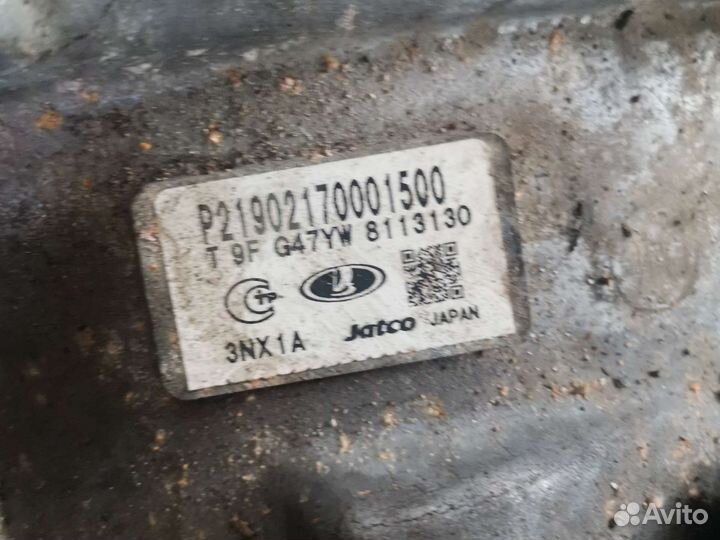 P21902170001500
T 9F G47YW 8113130
3NX1A Jatco JAPAN
Avito